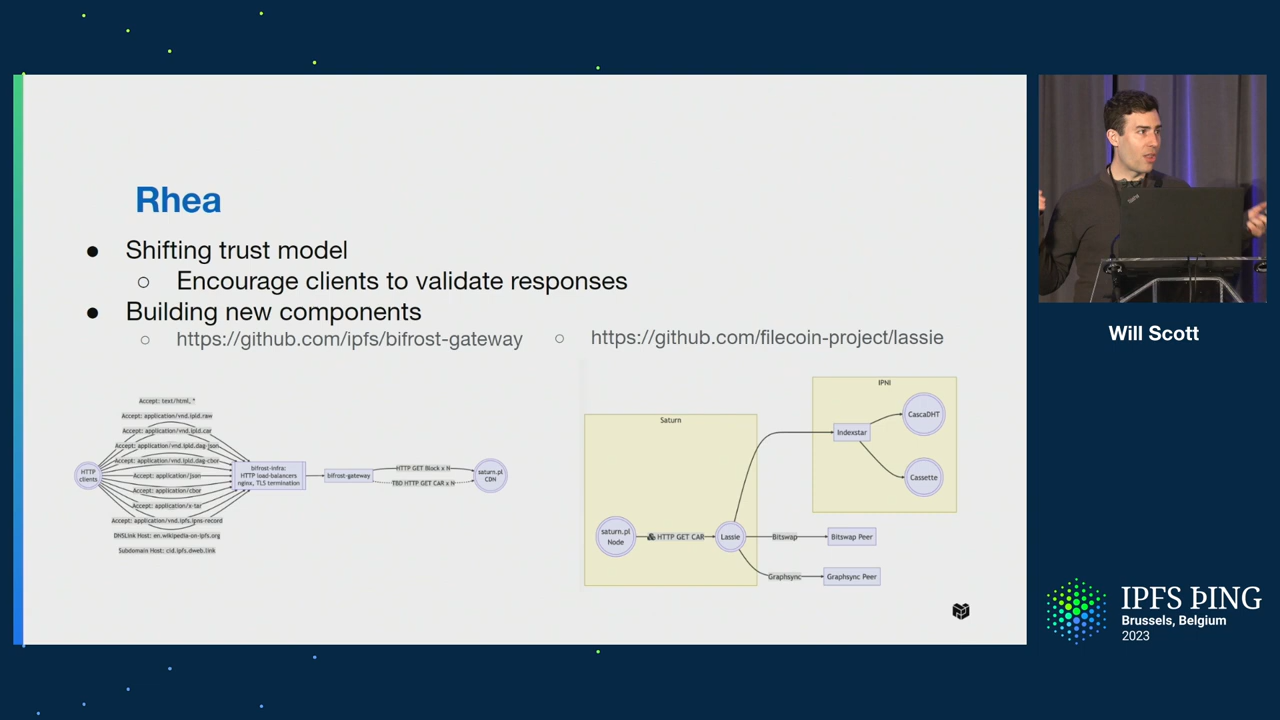 Rhea
● Shifting trust model
○ Encourage clients to validate responses
● Building new components
○ https://github.com/ipfs/bifrost-gateway
○ https://github.com/filecoin-project/lassie
Accept: text/html, *
Accept: application/vnd.ipld.raw
Accept: application/vnd.ipld.car
Accept: application/vnd.ipld.dag-json
Accept: application/vnd.ipld.dag-cbor
Accept: application/json
Accept: application/cbor
Accept: application/x-tar
Accept: application/vnd.ipfs.ipns-record
DNSLink Host: en.wikipedia-on-ipfs.org
Subdomain Host: cid.ipfs.dweb.link
HTTP
clients
bifrost-infra:
HTTP load-balancers
nginx, TLS termination
bifrost-gateway
HTTP GET Block x N
TBD HTTP GET CAR x N
saturn.pl
CDN
Saturn
saturn.pl
Node
HTTP GET CAR
Lassie
IPNI
Indexstar
CascaDHT
Cassette
Bitswap
Bitswap Peer
Graphsync
Graphsync Peer
Will Scott
IPFS ÞING
Brussels, Belgium
2023